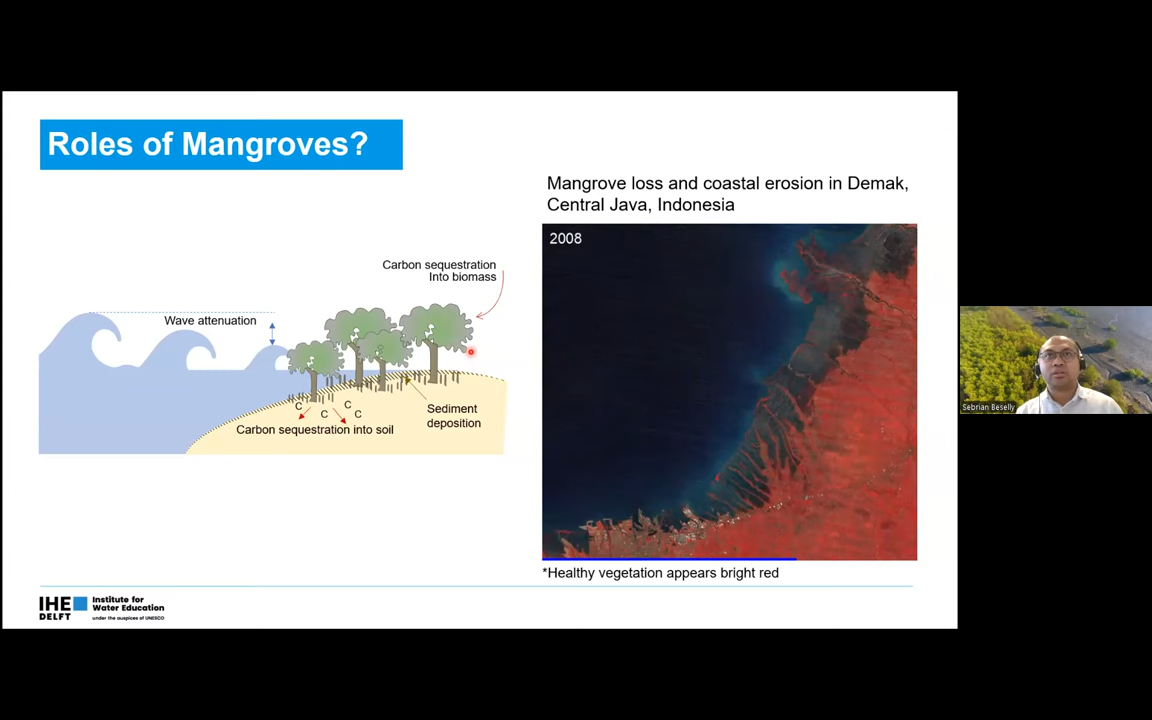 Roles of Mangroves?
Mangrove loss and coastal erosion in Demak,
Central Java, Indonesia
2008
Carbon sequestration
Into biomass
Wave attenuation
C
C
C
C
Sediment
deposition
Carbon sequestration into soil
*Healthy vegetation appears bright red
IHE
DELFT
Institute for
Water Education
under the auspices of UNESCO
Sebrian Beselly